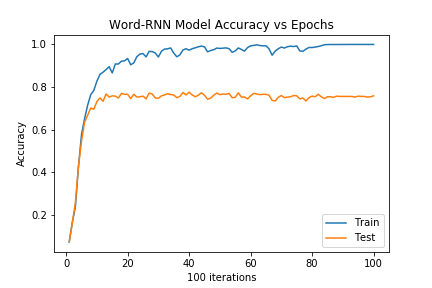 Word-RNN Model Accuracy vs Epochs
1.0
0.8
0.6
0.4
0.2
Accuracy
Train
Test
0 20 40 60 80 100
100 iterations